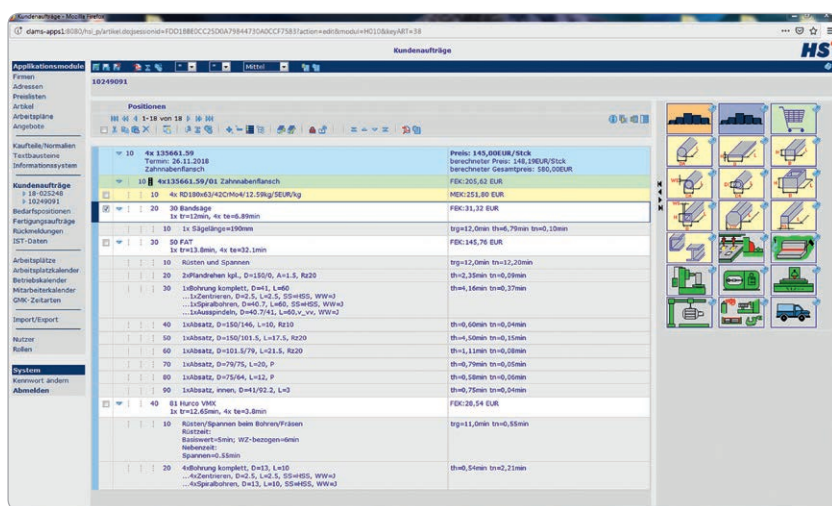 Kundenaufträge - Mozilla Firefox
dams-apps1:8080/hsi_p/artikel.do;jsessionid=FDD1BBE0CC25D0A79844730A0CCF7583?action=edit&modul=H010&keyART=38
Kundenaufträge
HSi
Applikationsmodule
Firmen
Adressen
Preislisten
Artikel
Arbeitspläne
Angebote
Kaufteile/Normalien
Textbausteine
Informationssystem
Kundenaufträge
18-025248
10249091
Bedarfspositionen
Fertigungsaufträge
Rückmeldungen
IST-Daten
Arbeitsplätze
Arbeitsplatzkalender
Betriebskalender
Mitarbeiterkalender
GMK-Zeitarten
Import/Export
Nutzer
Rollen
System
Kennwort ändern
Abmelden
Mittel
10249091
Positionen
1-18 von 18
10 4x 135661.59 Preis: 145,00EUR/Stck
Termin: 26.11.2018 berechneter Preis: 148,19EUR/Stck
Zahnnabenflansch berechneter Gesamtpreis: 580,00EUR
10 4x135661.59/01 Zahnnabenflansch FEK:205,62 EUR
10 4x RD180x63/42CrMo4/12.59kg/5EUR/kg MEK:251,80 EUR
20 30 Bandsäge FEK:31,32 EUR
1x tr=12min, 4x te=6.89min
10 1x Sägelänge=190mm trg=12,0min th=6,79min tn=0,10min
30 50 FAT FEK:145,76 EUR
1x tr=13.8min, 4x te=32.1min
10 Rüsten und Spannen trg=12,0min tn=12,20min
20 2xPlandrehen kpl., D=150/0, A=1.5, Rz20 th=2,35min tn=0,09min
30 1xBohrung komplett, D=41, L=60 th=4,16min tn=0,37min
...1xZentrieren, D=2.5, L=2.5, SS=HSS, WW=J
...1xSpiralbohren, D=40.7, L=60, SS=HSS, WW=J
...1xAusspindeln, D=40.7/41, L=60,v_vv, WW=J
40 1xAbsatz, D=150/146, L=10, Rz10 th=0,60min tn=0,04min
50 1xAbsatz, D=150/101.5, L=17.5, Rz20 th=4,50min tn=0,15min
60 1xAbsatz, D=101.5/79, L=21.5, Rz20 th=1,11min tn=0,08min
70 1xAbsatz, D=79/75, L=20, P th=0,79min tn=0,05min
80 1xAbsatz, D=75/64, L=12, P th=0,58min tn=0,06min
90 1xAbsatz, innen, D=41/92.2, L=3 th=0,75min tn=0,04min
40 81 Hurco VMX FEK:28,54 EUR
1x tr=12.65min, 4x te=3.8min
10 Rüsten/Spannen beim Bohren/Fräsen trg=11,0min tn=0,55min
Rüstzeit:
Basiswert=5min; WZ-bezogen=6min
Nebenzeit:
Spannen=0.55min
20 4xBohrung komplett, D=13, L=10 th=0,54min tn=2,21min
...4xZentrieren, D=2.5, L=2.5, SS=HSS, WW=J
...4xSpiralbohren, D=13, L=10, SS=HSS, WW=J